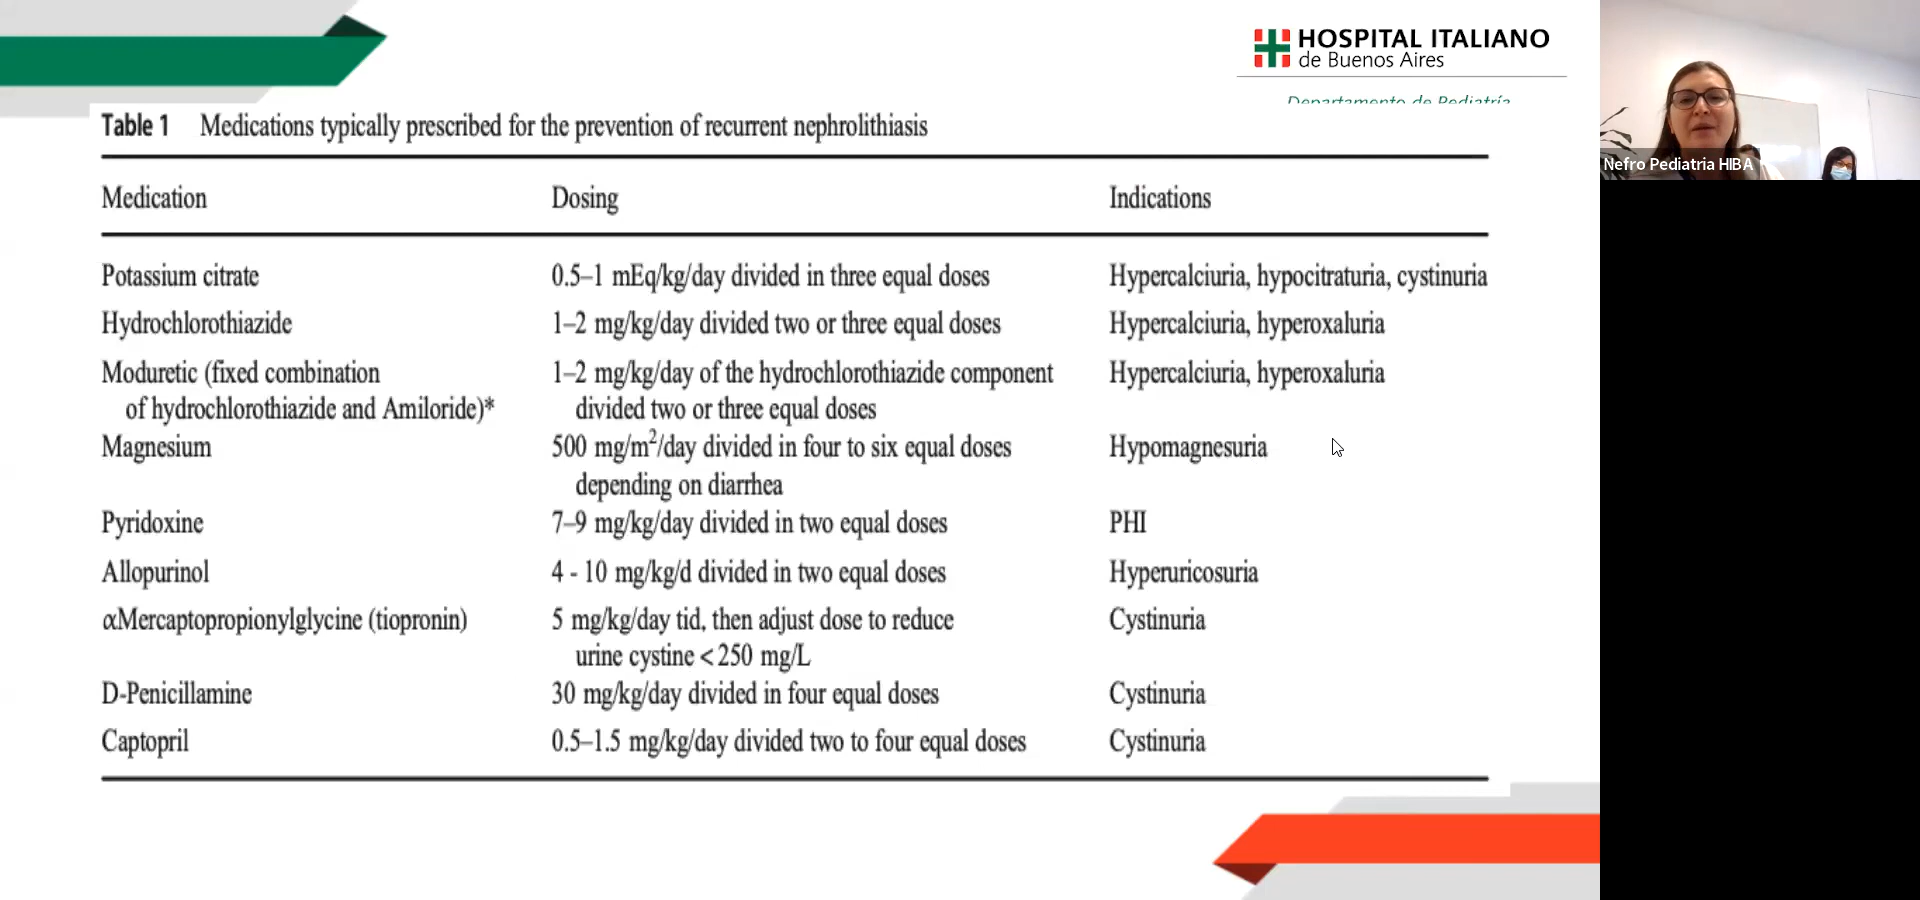 HOSPITAL ITALIANO
de Buenos Aires
Departamento de Pediatría
Table 1 Medications typically prescribed for the prevention of recurrent nephrolithiasis
Medication Dosing Indications
Potassium citrate 0.5–1 mEq/kg/day divided in three equal doses Hypercalciuria, hypocitraturia, cystinuria
Hydrochlorothiazide 1–2 mg/kg/day divided two or three equal doses Hypercalciuria, hyperoxaluria
Moduretic (fixed combination 1–2 mg/kg/day of the hydrochlorothiazide component Hypercalciuria, hyperoxaluria
of hydrochlorothiazide and Amiloride)* divided two or three equal doses
Magnesium 500 mg/m²/day divided in four to six equal doses Hypomagnesuria
depending on diarrhea
Pyridoxine 7–9 mg/kg/day divided in two equal doses PHI
Allopurinol 4 - 10 mg/kg/d divided in two equal doses Hyperuricosuria
αMercaptopropionylglycine (tiopronin) 5 mg/kg/day tid, then adjust dose to reduce Cystinuria
urine cystine <250 mg/L
D-Penicillamine 30 mg/kg/day divided in four equal doses Cystinuria
Captopril 0.5–1.5 mg/kg/day divided two to four equal doses Cystinuria
Nefro Pediatria HIBA